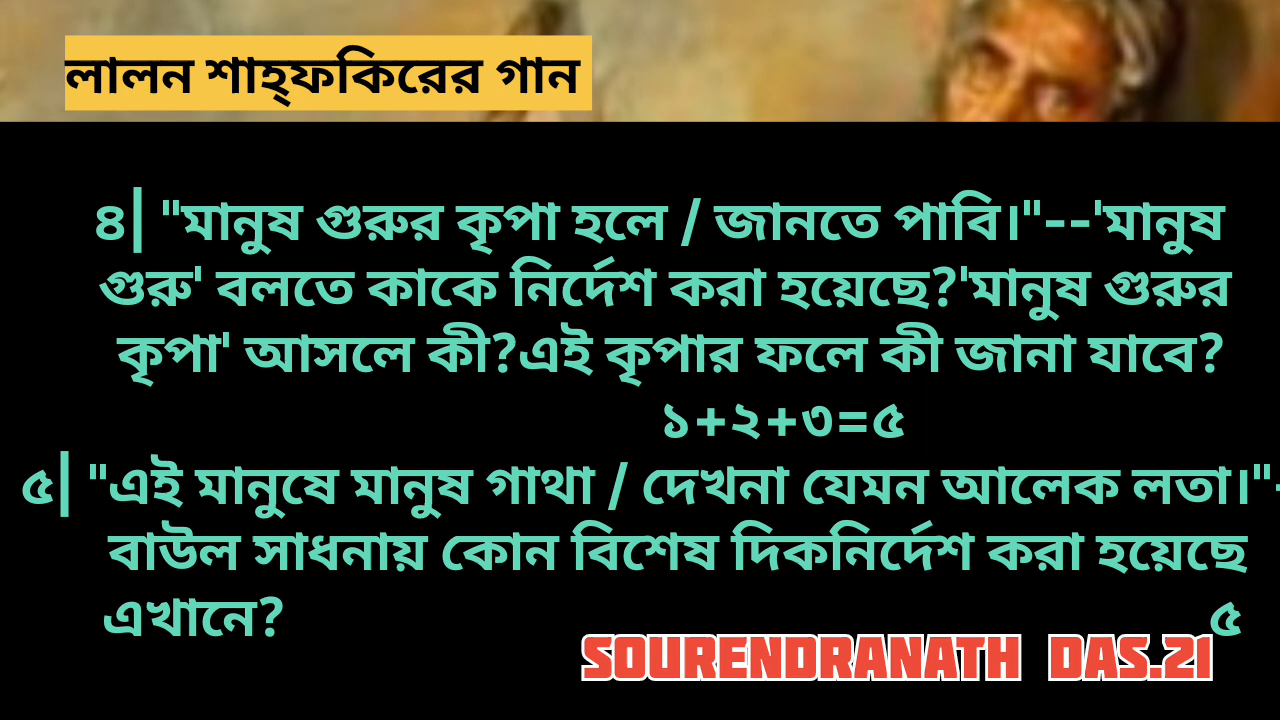 লালন শাহ্ফকিরের গান
৪| "মানুষ গুরুর কৃপা হলে / জানতে পাবি।"--'মানুষ
গুরু' বলতে কাকে নির্দেশ করা হয়েছে?'মানুষ গুরুর
কৃপা' আসলে কী?এই কৃপার ফলে কী জানা যাবে?
১+২+৩=৫
৫| "এই মানুষে মানুষ গাথা / দেখনা যেমন আলেক লতা।"-
বাউল সাধনায় কোন বিশেষ দিকনির্দেশ করা হয়েছে
এখানে? ৫
SOURENDRANATH DAS.21